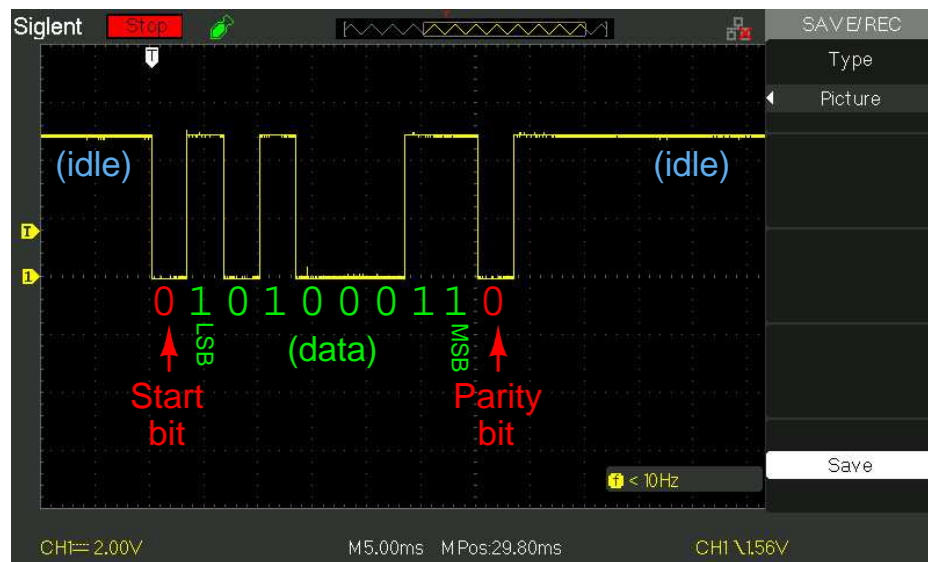 Siglent Stop SAVE/REC
T Type
Picture
(idle) (idle)
T
1
0 1 0 1 0 0 0 1 1 0
LSB (data) MSB
Start Parity
bit bit
Save
f < 10Hz
CH1 2.00V M5.00ms MPos:29.80ms CH1 1.56V